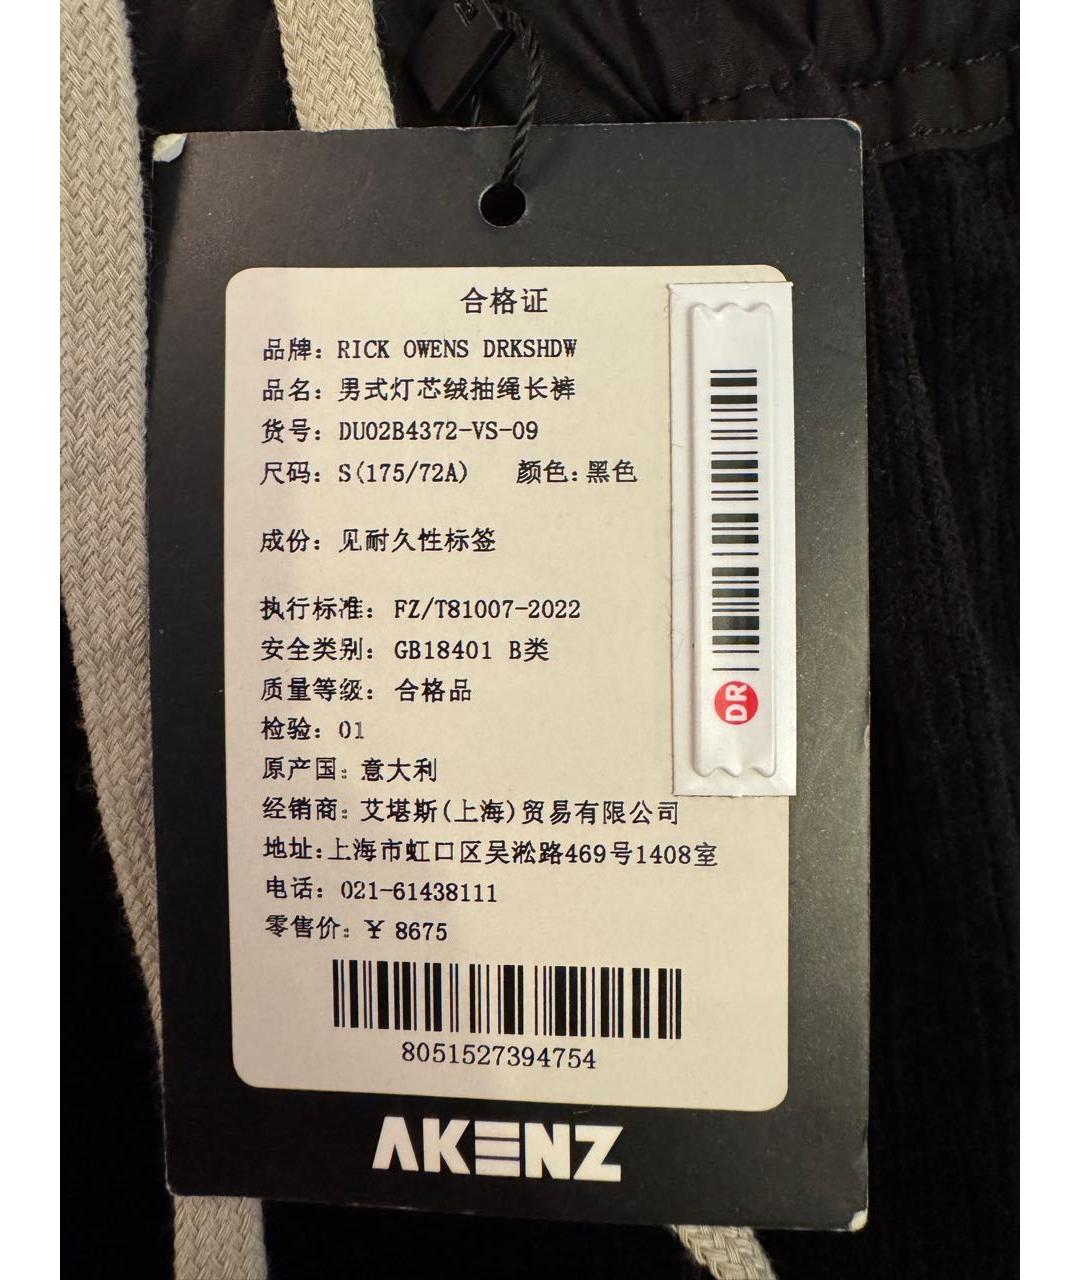 合格证
品牌：RICK OWENS DRKSHDW
品名：男式灯芯绒抽绳长裤
货号：DU02B4372-VS-09
尺码：S(175/72A) 颜色：黑色
成份：见耐久性标签
执行标准：FZ/T81007-2022
安全类别：GB18401 B类
质量等级：合格品
检验：01
原产国：意大利
经销商：艾堪斯(上海)贸易有限公司
地址：上海市虹口区吴淞路469号1408室
电话：021-61438111
零售价：￥ 8675
8051527394754
AKENZ
DR